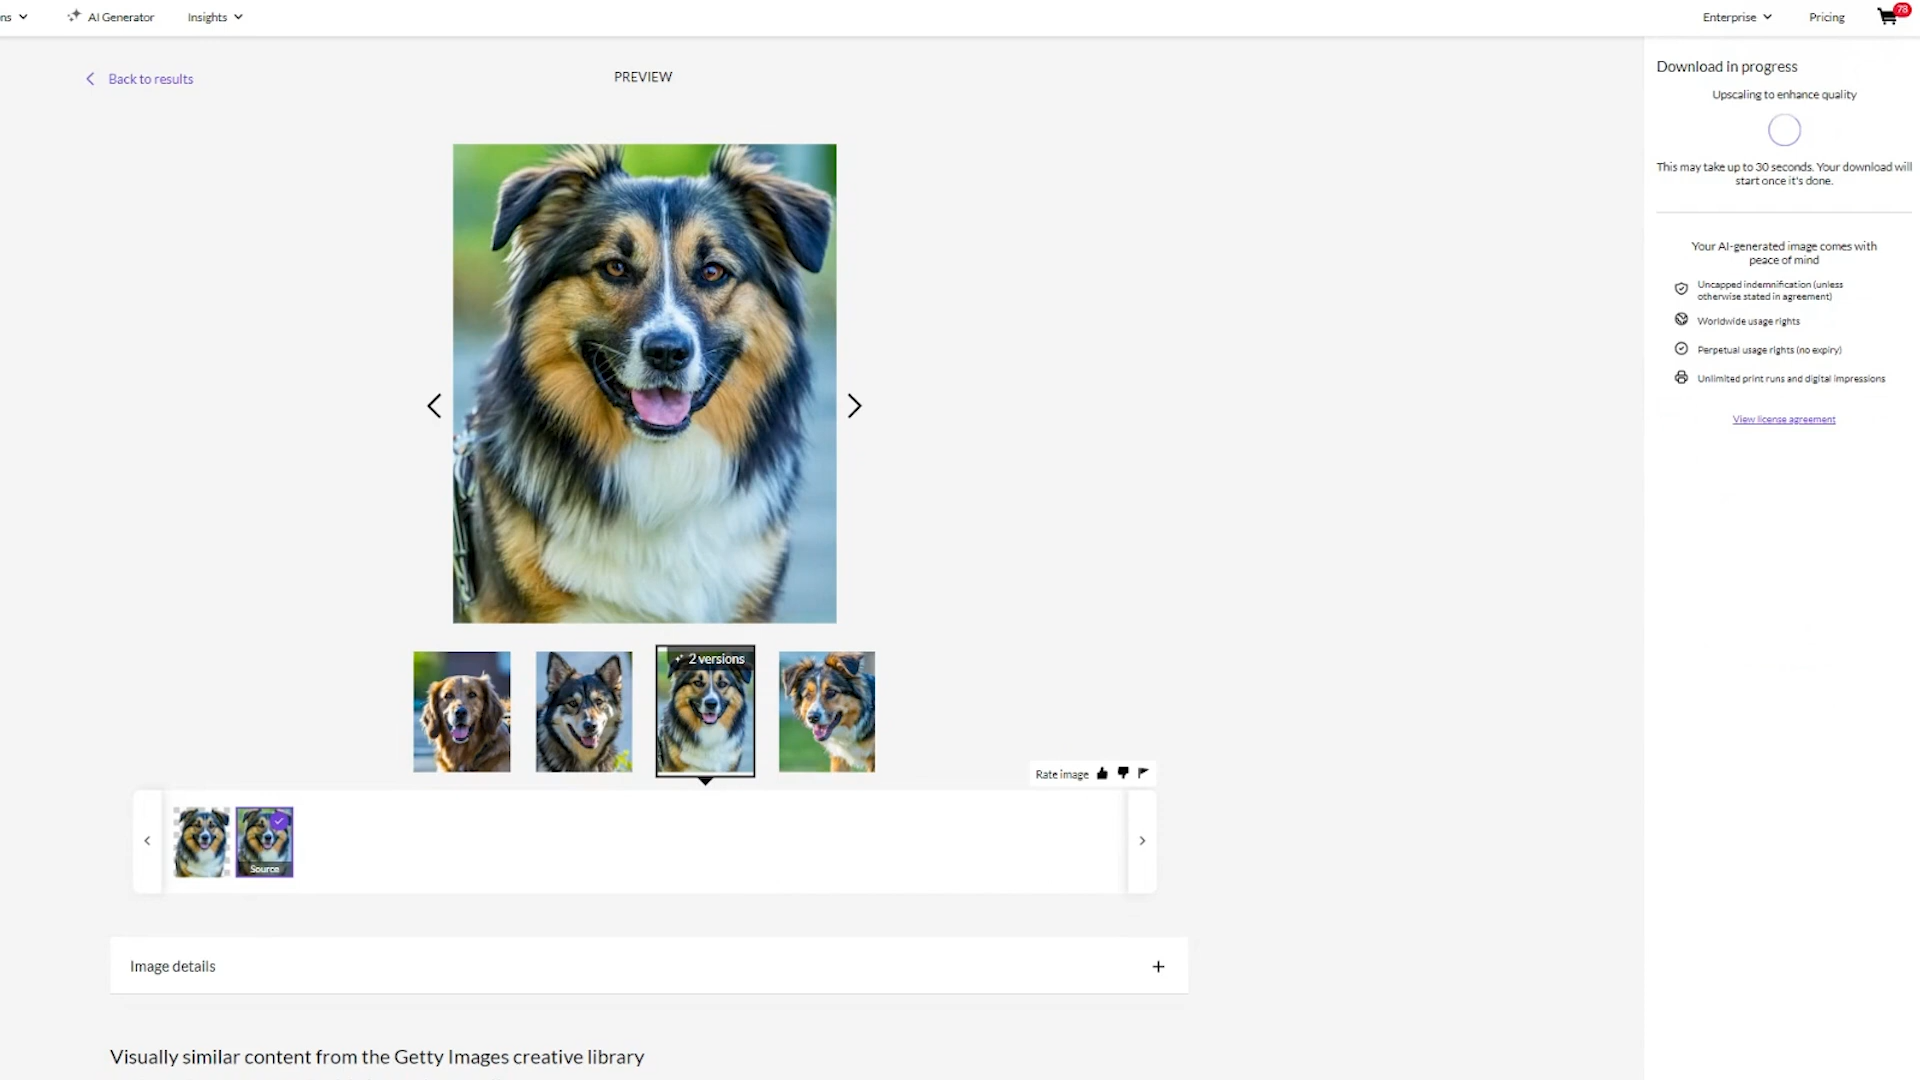 ns
AI Generator
Insights
Enterprise
Pricing
78
Back to results
PREVIEW
2 versions
Rate image
Source
Image details
Visually similar content from the Getty Images creative library
Download in progress
Upscaling to enhance quality
This may take up to 30 seconds. Your download will
start once it's done.
Your AI-generated image comes with
peace of mind
Uncapped indemnification (unless
otherwise stated in agreement)
Worldwide usage rights
Perpetual usage rights (no expiry)
Unlimited print runs and digital impressions
View license agreement